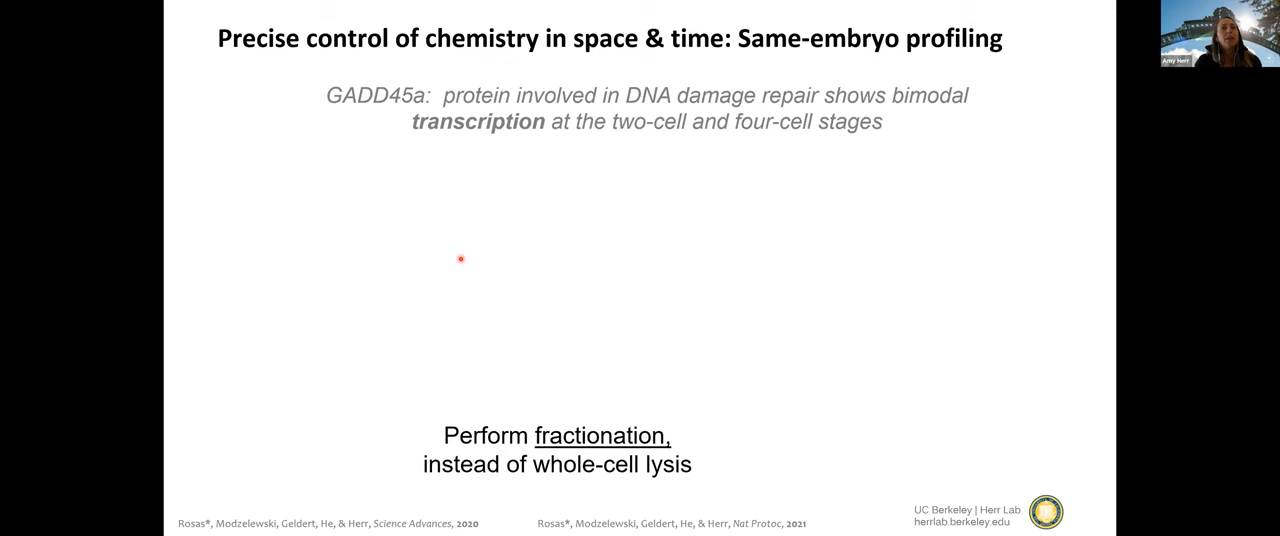 Precise control of chemistry in space & time: Same-embryo profiling
Amy Herr
GADD45a: protein involved in DNA damage repair shows bimodal
transcription at the two-cell and four-cell stages
Perform fractionation,
instead of whole-cell lysis
Rosas*, Modzelewski, Geldert, He, & Herr, Science Advances, 2020
Rosas*, Modzelewski, Geldert, He, & Herr, Nat Protoc, 2021
UC Berkeley | Herr Lab
herrlab.berkeley.edu